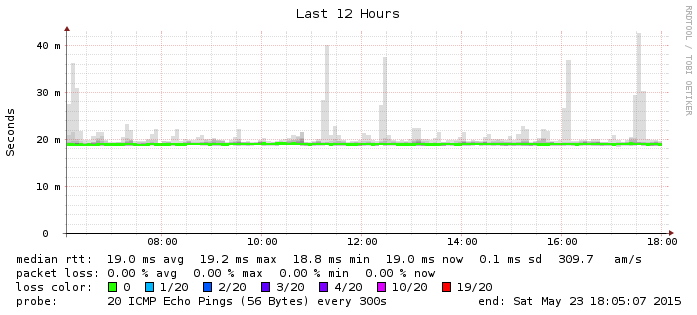 Last 12 Hours
RRDTOOL / TOBI OETIKER
Seconds
40 m
30 m
20 m
10 m
0
08:00 10:00 12:00 14:00 16:00 18:00
median rtt: 19.0 ms avg 19.2 ms max 18.8 ms min 19.0 ms now 0.1 ms sd 309.7 am/s
packet loss: 0.00 % avg 0.00 % max 0.00 % min 0.00 % now
loss color: 0 1/20 2/20 3/20 4/20 10/20 19/20
probe: 20 ICMP Echo Pings (56 Bytes) every 300s end: Sat May 23 18:05:07 2015